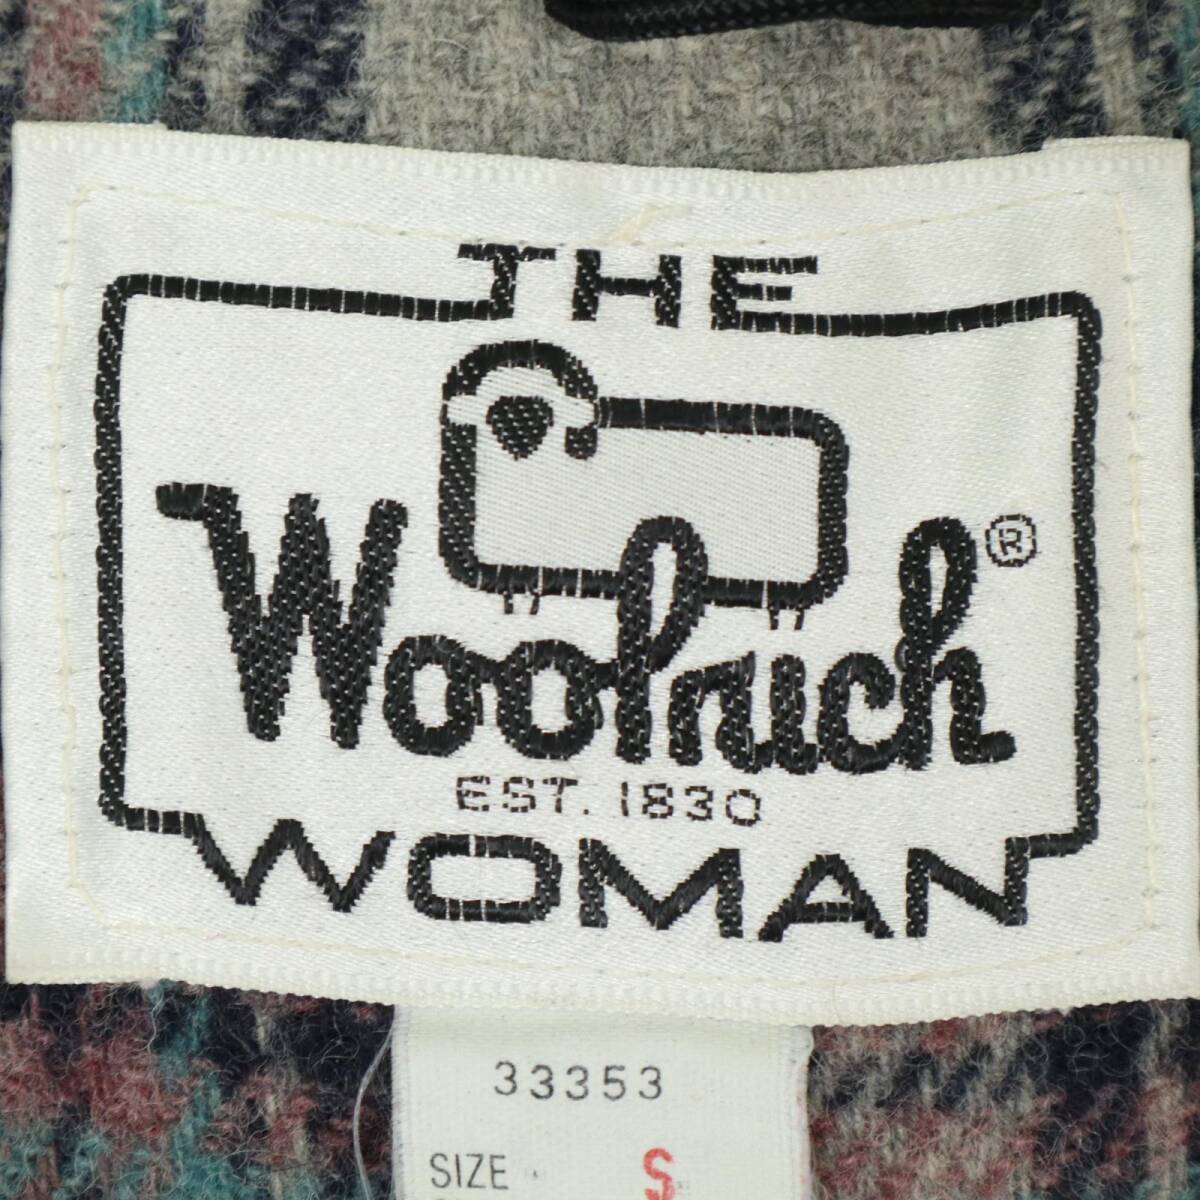 THE
Woolrich®
EST. 1830
WOMAN
33353
SIZE S